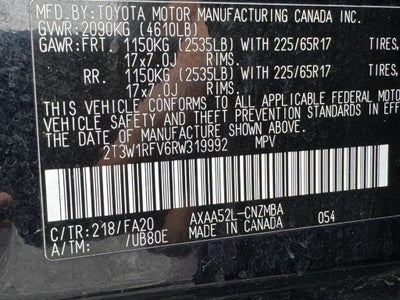 MFD.BY:TOYOTA MOTOR MANUFACTURING CANADA INC.
GVWR:2090KG (4610LB)
GAWR:FRT. 1150KG (2535LB) WITH 225/65R17 TIRES,
17x7.0J RIMS.
RR. 1150KG (2535LB) WITH 225/65R17 TIRES,
17x7.0J RIMS.
THIS VEHICLE CONFORMS TO ALL APPLICABLE FEDERAL MOTO
AND THEFT PREVENTION STANDARDS IN EFF
THE DATE OF MANUFACTURE SHOWN ABOVE.
2T3W1RFV6RW319992 MPV
C/TR:218/FA20 AXAA52L-CNZMBA 054
A/TM: /UB80E MADE IN CANADA